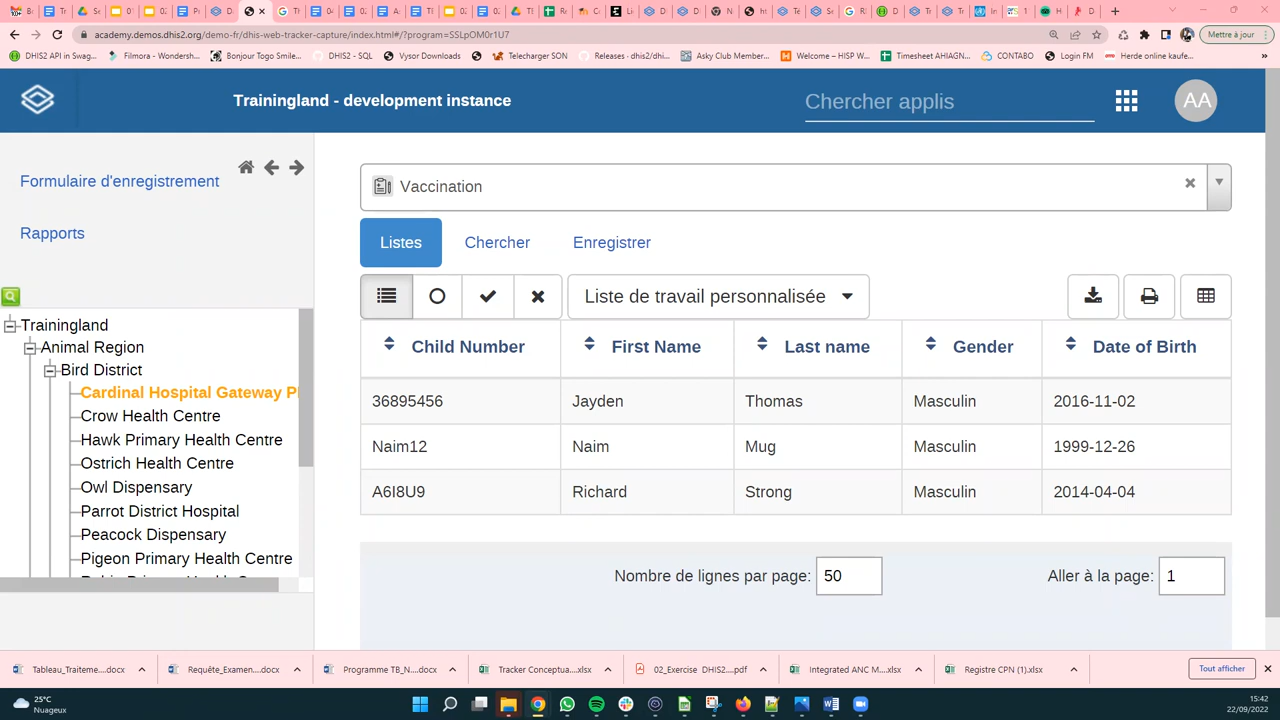 Mettre à jour
academy.demos.dhis2.org/demo-fr/dhis-web-tracker-capture/index.html#/?program=SSLpOM0r1U7
DHIS2 API in Swag...
Filmora - Wondersh...
Bonjour Togo Smile...
DHIS2 - SQL
Vysor Downloads
Telecharger SON
Releases · dhis2/dhi...
Asky Club Member...
Welcome – HISP W...
Timesheet AHIAGN...
CONTABO
Login FM
Herde online kaufe...
Trainingland - development instance
Chercher applis
AA
Formulaire d'enregistrement
Rapports
Vaccination
Listes
Chercher
Enregistrer
Liste de travail personnalisée
Child Number
First Name
Last name
Gender
Date of Birth
36895456
Jayden
Thomas
Masculin
2016-11-02
Naim12
Naim
Mug
Masculin
1999-12-26
A6I8U9
Richard
Strong
Masculin
2014-04-04
Nombre de lignes par page: 50
Aller à la page: 1
Trainingland
Animal Region
Bird District
Cardinal Hospital Gateway P
Crow Health Centre
Hawk Primary Health Centre
Ostrich Health Centre
Owl Dispensary
Parrot District Hospital
Peacock Dispensary
Pigeon Primary Health Centre
Tableau_Traiteme....docx
Requête_Examen....docx
Programme TB_N....docx
Tracker Conceptua....xlsx
02_Exercise DHIS2....pdf
Integrated ANC M....xlsx
Registre CPN (1).xlsx
Tout afficher
25°C
Nuageux
15:42
22/09/2022